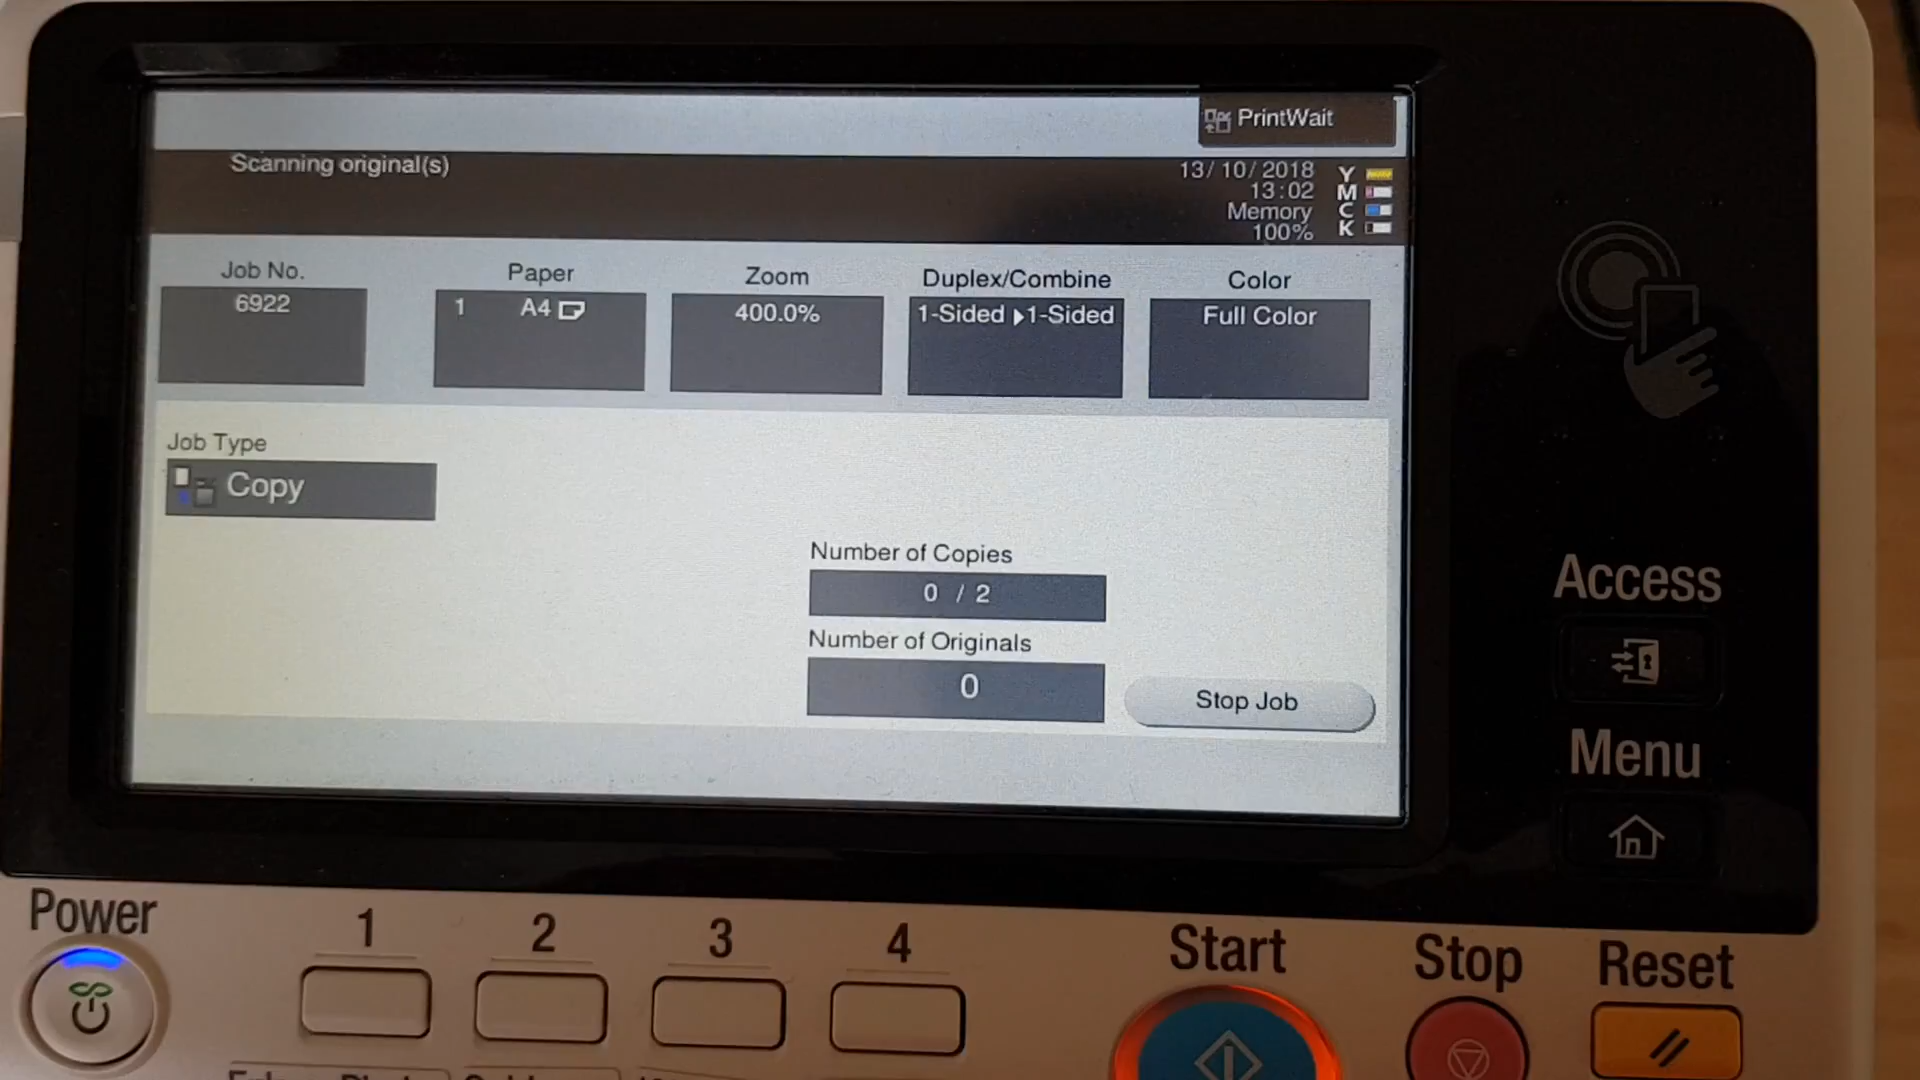 PrintWait
Scanning original(s)
13/10/2018
13:02
Memory
100%
Y
M
C
K
Job No.
6922
Paper
1 A4
Zoom
400.0%
Duplex/Combine
1-Sided ▶1-Sided
Color
Full Color
Job Type
Copy
Number of Copies
0 / 2
Number of Originals
0
Stop Job
Access
Menu
Power
1 2 3 4
Start
Stop
Reset